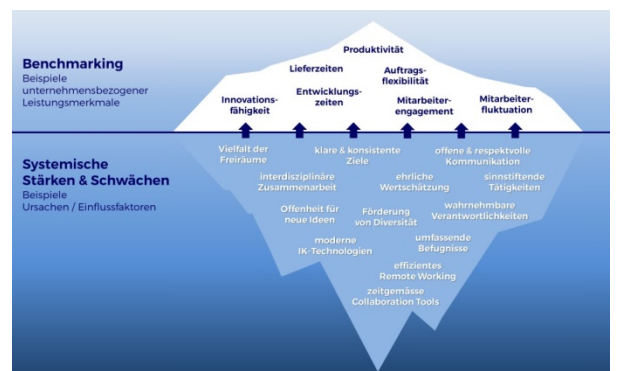 Benchmarking
Beispiele
unternehmensbezogener
Leistungsmerkmale
Produktivität
Lieferzeiten
Auftrags-
flexibilität
Entwicklungs-
zeiten
Innovations-
fähigkeit
Mitarbeiter-
engagement
Mitarbeiter-
fluktuation
Systemische
Stärken & Schwächen
Beispiele
Ursachen / Einflussfaktoren
Vielfalt der
Freiräume
klare & konsistente
Ziele
offene & respektvolle
Kommunikation
interdisziplinäre
Zusammenarbeit
ehrliche
Wertschätzung
sinnstiftende
Tätigkeiten
Offenheit für
neue Ideen
Förderung
von Diversität
wahrnehmbare
Verantwortlichkeiten
moderne
IK-Technologien
umfassende
Befugnisse
effizientes
Remote Working
zeitgemässe
Collaboration Tools